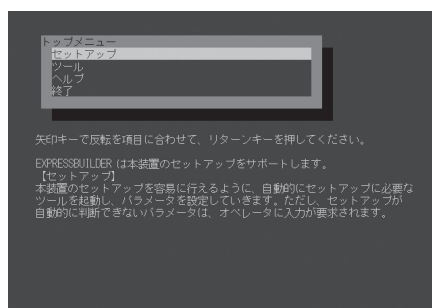 トップメニュー
セットアップ
ツール
ヘルプ
終了
矢印キーで反転を項目に合わせて、リターンキーを押してください。
EXPRESSBUILDER は本装置のセットアップをサポートします。
【セットアップ】
本装置のセットアップを容易に行えるように、自動的にセットアップに必要な
ツールを起動し、パラメータを設定していきます。ただし、セットアップが
自動的に判断できないパラメータは、オペレータに入力が要求されます。